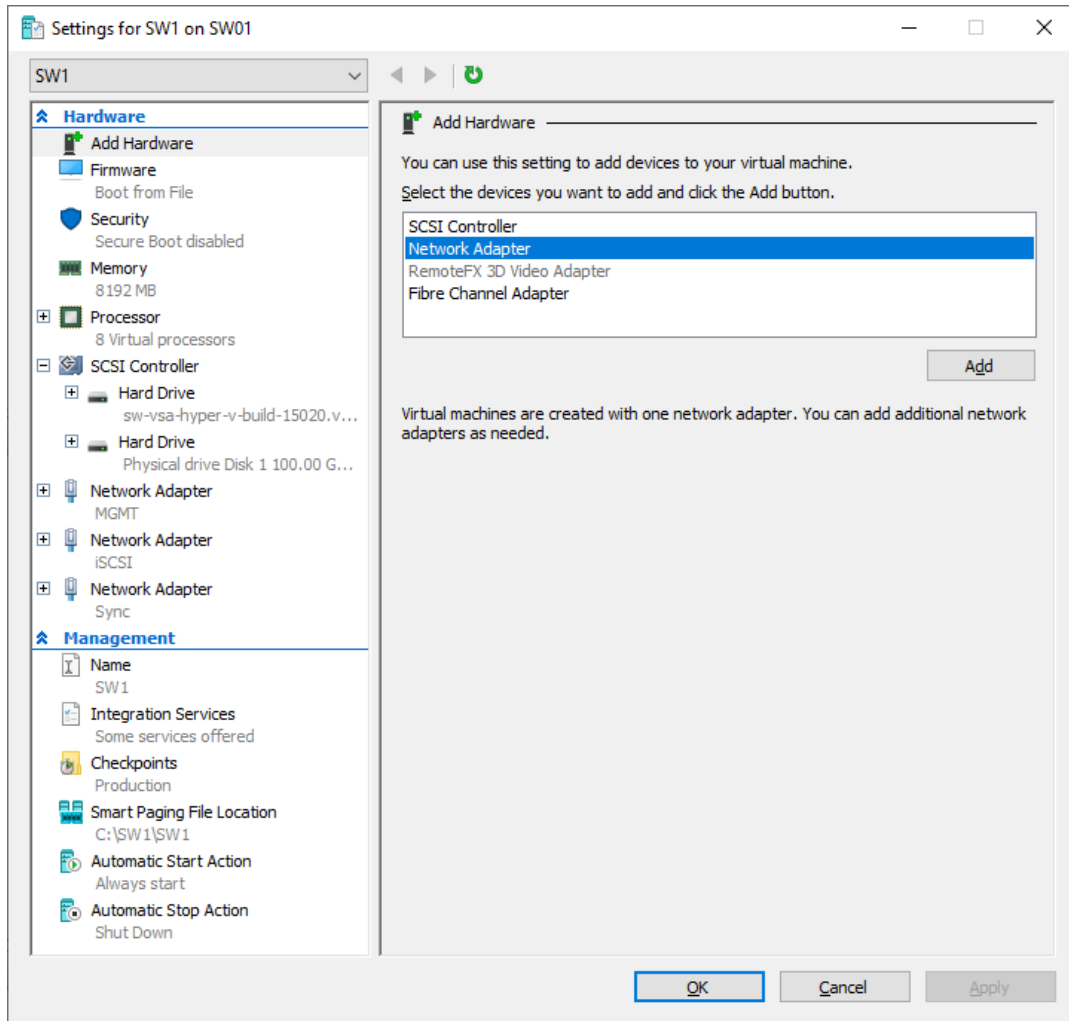 Settings for SW1 on SW01
SW1
Hardware
Add Hardware
Firmware
Boot from File
Security
Secure Boot disabled
Memory
8192 MB
Processor
8 Virtual processors
SCSI Controller
Hard Drive
sw-vsa-hyper-v-build-15020.v...
Hard Drive
Physical drive Disk 1 100.00 G...
Network Adapter
MGMT
Network Adapter
iSCSI
Network Adapter
Sync
Management
Name
SW1
Integration Services
Some services offered
Checkpoints
Production
Smart Paging File Location
C:\SW1\SW1
Automatic Start Action
Always start
Automatic Stop Action
Shut Down
Add Hardware
You can use this setting to add devices to your virtual machine.
Select the devices you want to add and click the Add button.
SCSI Controller
Network Adapter
RemoteFX 3D Video Adapter
Fibre Channel Adapter
Add
Virtual machines are created with one network adapter. You can add additional network
adapters as needed.
OK
Cancel
Apply